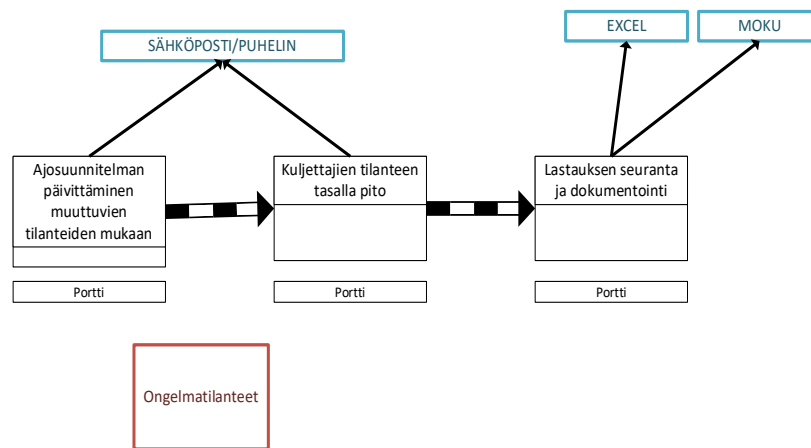 SÄHKÖPOSTI/PUHELIN
EXCEL
MOKU
Ajosuunnitelman
päivittäminen
muuttuvien
tilanteiden mukaan
Kuljettajien tilanteen
tasalla pito
Lastauksen seuranta
ja dokumentointi
Portti
Portti
Portti
Ongelmatilanteet